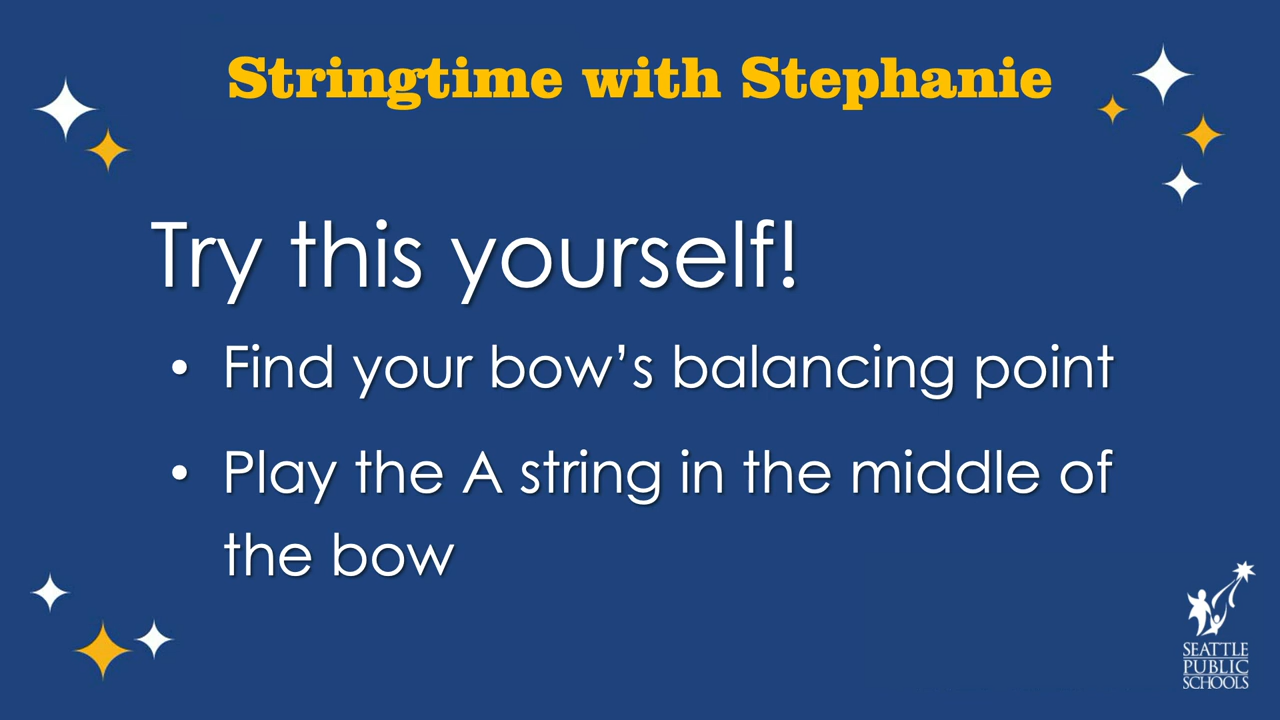 Stringtime with Stephanie
Try this yourself!
• Find your bow’s balancing point
• Play the A string in the middle of
the bow
SEATTLE
PUBLIC
SCHOOLS